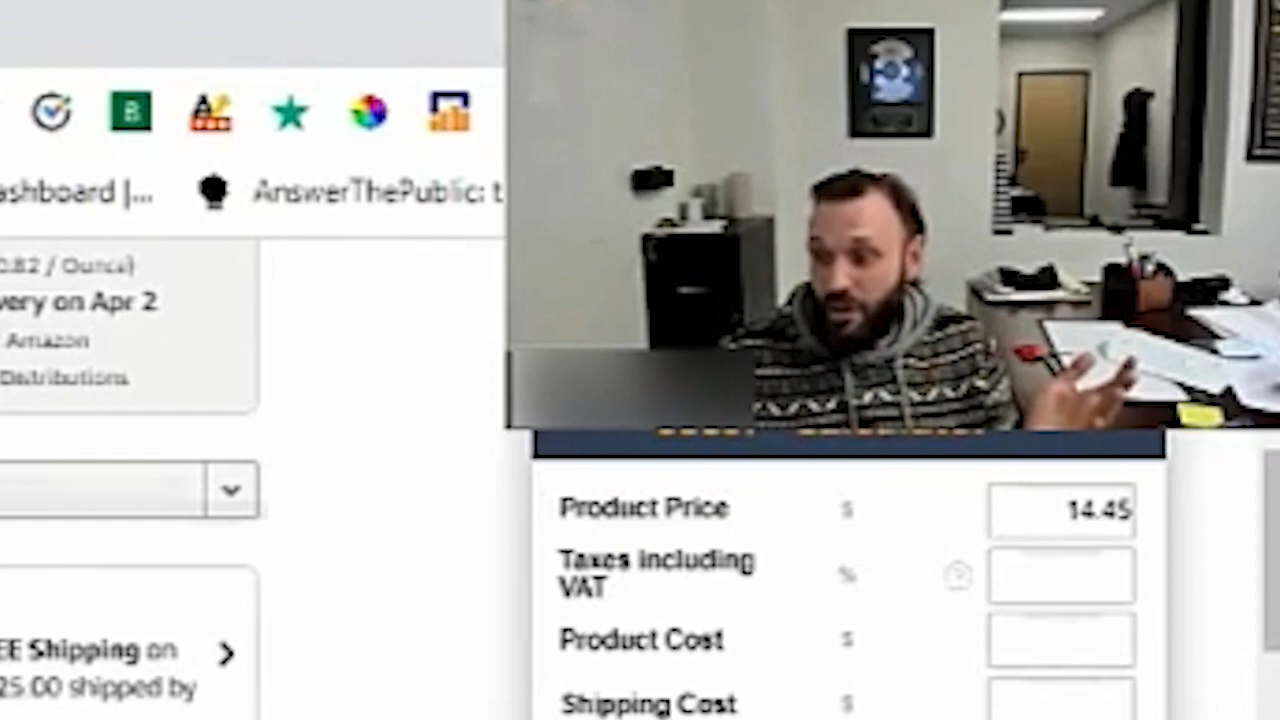 ashboard |...
AnswerThePublic: t
0.82 / Ounce)
very on Apr 2
Amazon
Distributions
EE Shipping on
25.00 shipped by
Product Price $ 14.45
Taxes including
VAT %
Product Cost $
Shipping Cost $